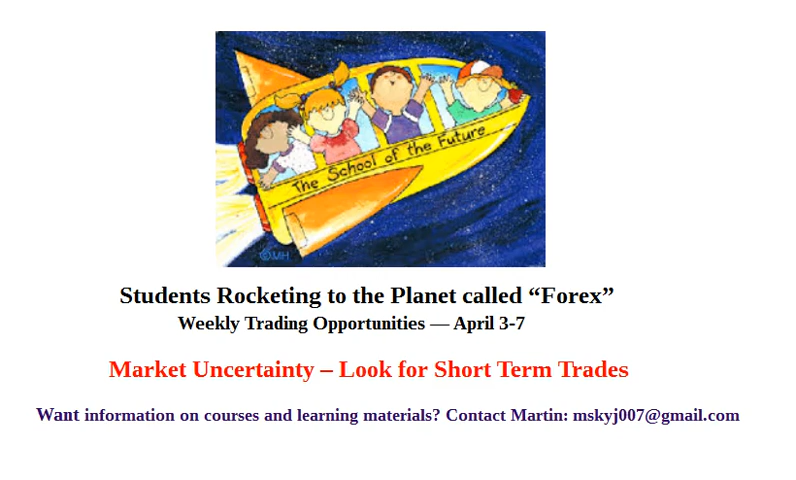 The School of the Future
©MH
Students Rocketing to the Planet called “Forex”
Weekly Trading Opportunities — April 3-7
Market Uncertainty – Look for Short Term Trades
Want information on courses and learning materials? Contact Martin: mskyj007@gmail.com